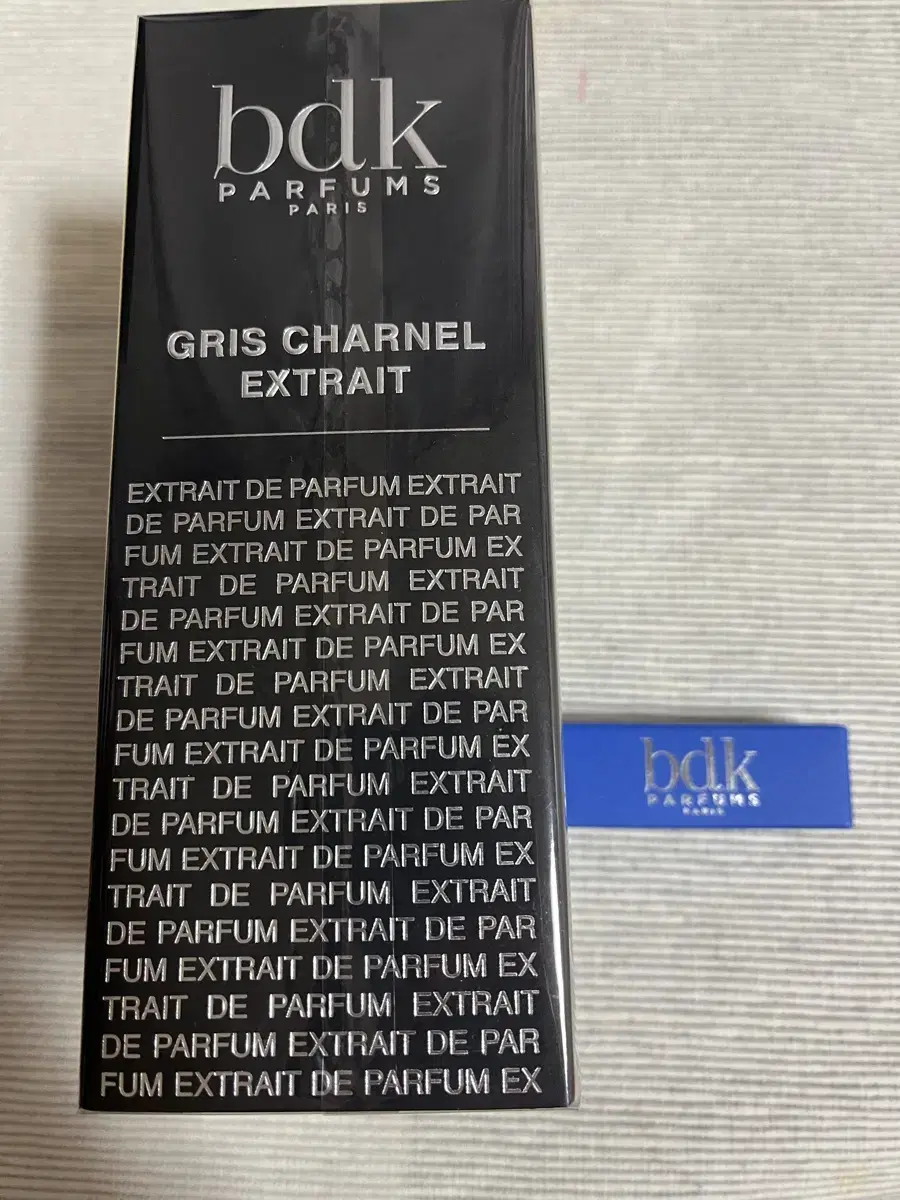 bdk
PARFUMS
PARIS
GRIS CHARNEL
EXTRAIT
EXTRAIT DE PARFUM EXTRAIT
DE PARFUM EXTRAIT DE PAR
FUM EXTRAIT DE PARFUM EX
TRAIT DE PARFUM EXTRAIT
DE PARFUM EXTRAIT DE PAR
FUM EXTRAIT DE PARFUM EX
TRAIT DE PARFUM EXTRAIT
DE PARFUM EXTRAIT DE PAR
FUM EXTRAIT DE PARFUM EX
TRAIT DE PARFUM EXTRAIT
DE PARFUM EXTRAIT DE PAR
FUM EXTRAIT DE PARFUM EX
TRAIT DE PARFUM EXTRAIT
DE PARFUM EXTRAIT DE PAR
FUM EXTRAIT DE PARFUM EX
TRAIT DE PARFUM EXTRAIT
DE PARFUM EXTRAIT DE PAR
FUM EXTRAIT DE PARFUM EX
bdk
PARFUMS
PARIS